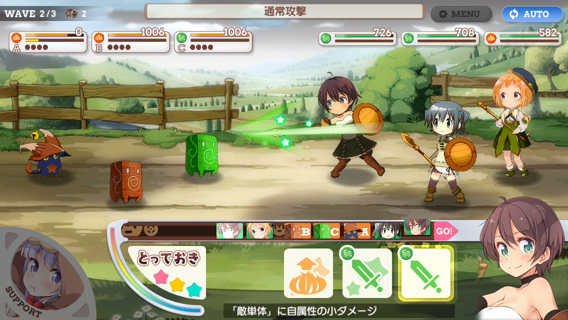 WAVE 2/3 2
通常攻撃
MENU
AUTO
0
A
1006
B
1006
C
726
708
582
B C A GO!
とっておき
SUPPORT
「敵単体」に自属性の小ダメージ